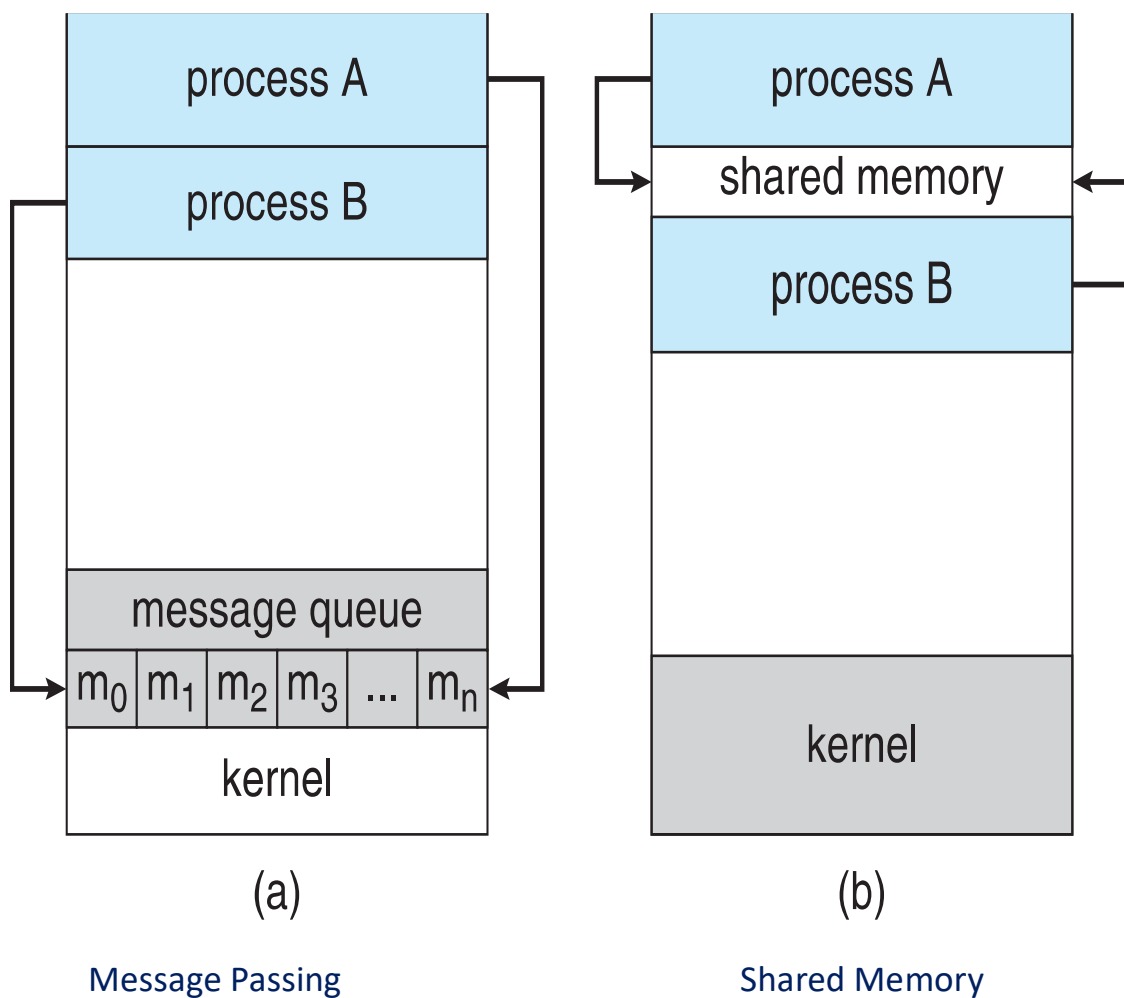 process A
process B
message queue
m0 m1 m2 m3 ... mn
kernel
(a)
Message Passing
process A
shared memory
process B
kernel
(b)
Shared Memory